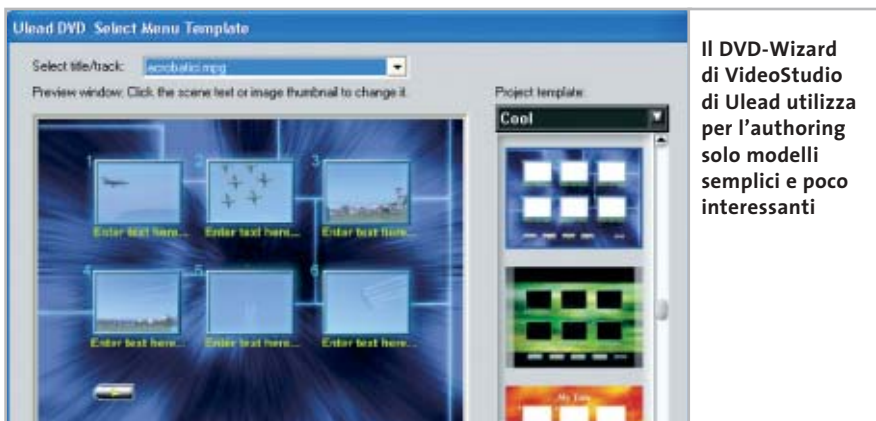 Ulead DVD Select Menu Template
Select title/track: acrobatici.mpg
Preview window: Click the scene text or image thumbnail to change it.
Project template:
Cool
1 2 3
Enter text here... Enter text here... Enter text here...
4 5 6
Enter text here... Enter text here... Enter text here...
My Title
Il DVD-Wizard
di VideoStudio
di Ulead utilizza
per l'authoring
solo modelli
semplici e poco
interessanti